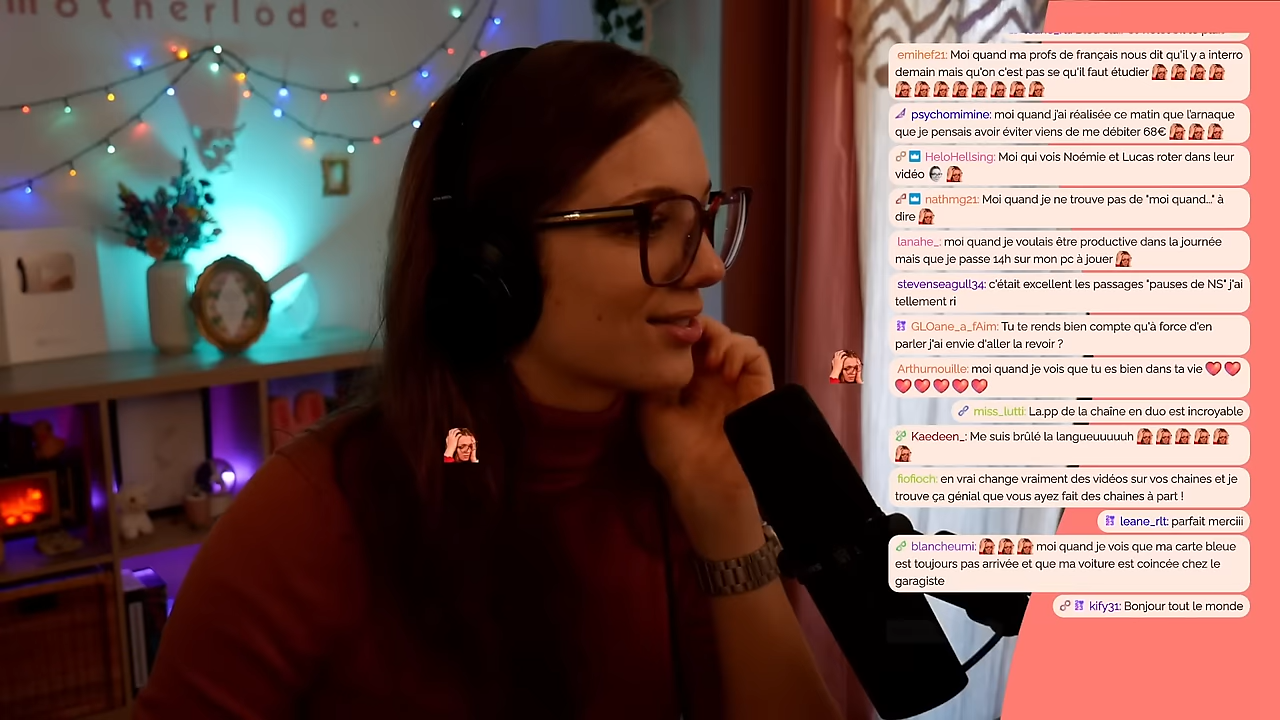 motherlode.
emihef21: Moi quand ma profs de français nous dit qu'il y a interro
demain mais qu'on c'est pas se qu'il faut étudier
psychomimine: moi quand j'ai réalisée ce matin que l'arnaque
que je pensais avoir éviter viens de me débiter 68€
HeloHellsing: Moi qui vois Noémie et Lucas roter dans leur
vidéo
nathmg21: Moi quand je ne trouve pas de "moi quand..." à
dire
lanahe_: moi quand je voulais être productive dans la journée
mais que je passe 14h sur mon pc à jouer
stevenseagull34: c'était excellent les passages "pauses de NS" j'ai
tellement ri
GLOane_a_fAim: Tu te rends bien compte qu'à force d'en
parler j'ai envie d'aller la revoir ?
Arthurnouille: moi quand je vois que tu es bien dans ta vie ❤️ ❤️
❤️ ❤️ ❤️ ❤️ ❤️
miss_lutti: La.pp de la chaîne en duo est incroyable
Kaedeen_: Me suis brûlé la langueuuuuuh
fiofioch: en vrai change vraiment des vidéos sur vos chaines et je
trouve ça génial que vous ayez fait des chaines à part !
leane_rlt: parfait merciii
blancheumi: moi quand je vois que ma carte bleue
est toujours pas arrivée et que ma voiture est coincée chez le
garagiste
kify31: Bonjour tout le monde